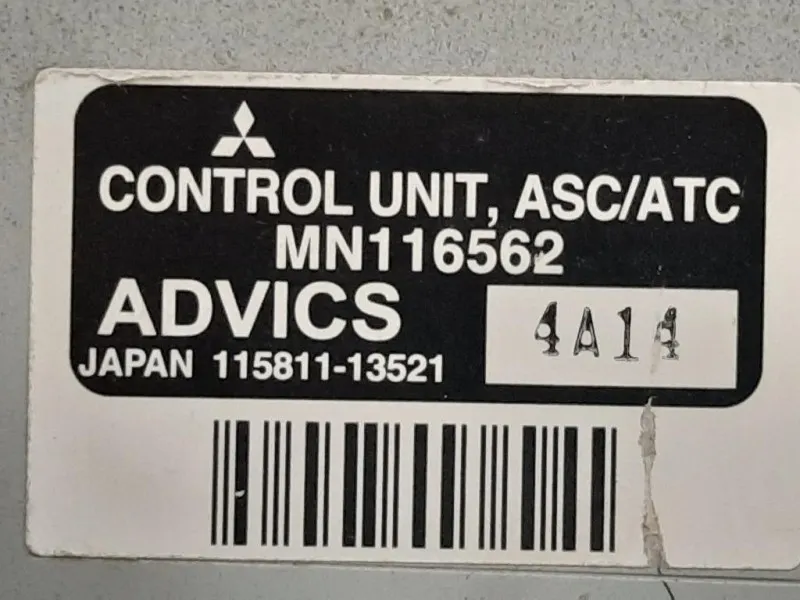 CONTROL UNIT, ASC/ATC
MN116562
ADVICS
4A14
JAPAN 115811-13521